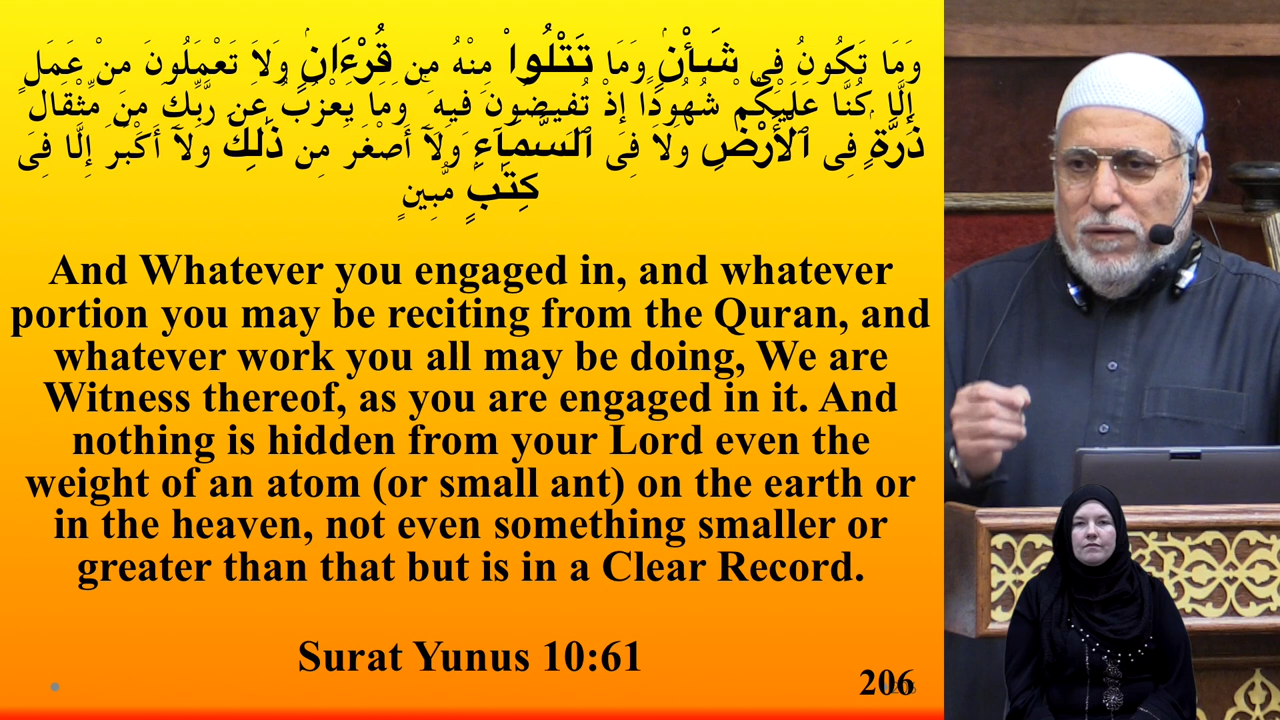 وَمَا تَكُونُ فِى شَأْنٍ وَمَا تَتْلُوا۟ مِنْهُ مِن قُرْءَانٍ وَلاَ تَعْمَلُونَ مِنْ عَمَلٍ
إِلَّا كُنَّا عَلَيْكُمْ شُهُودًا إِذْ تُفِيضُونَ فِيهِ ۚ وَمَا يَعْزُبُ عَن رَّبِّكَ مِن مِّثْقَالِ
ذَرَّةٍ فِى ٱلْأَرْضِ وَلاَ فِى ٱلسَّمَآءِ وَلَآ أَصْغَرَ مِن ذَٰلِكَ وَلَآ أَكْبَرَ إِلَّا فِى
كِتَٰبٍ مُّبِينٍ
And Whatever you engaged in, and whatever
portion you may be reciting from the Quran, and
whatever work you all may be doing, We are
Witness thereof, as you are engaged in it. And
nothing is hidden from your Lord even the
weight of an atom (or small ant) on the earth or
in the heaven, not even something smaller or
greater than that but is in a Clear Record.
Surat Yunus 10:61
206